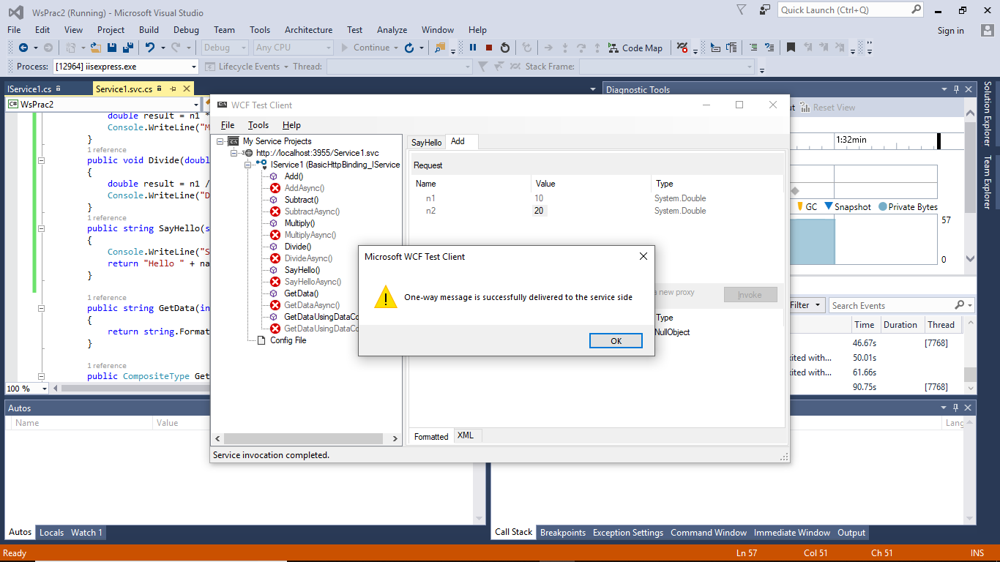 WsPrac2 (Running) - Microsoft Visual Studio
Quick Launch (Ctrl+Q)
File Edit View Project Build Debug Team Tools Architecture Test Analyze Window Help
Sign in
Debug Any CPU Continue Code Map
Process: [12964] iisexpress.exe Lifecycle Events Thread: Stack Frame:
IService1.cs Service1.svc.cs
WsPrac2
double result = n1 *
Console.WriteLine("M
}
1 reference
public void Divide(doubl
{
double result = n1 /
Console.WriteLine("D
}
1 reference
public string SayHello(s
{
Console.WriteLine("S
return "Hello " + na
}
1 reference
public string GetData(in
{
return string.Format
}
1 reference
public CompositeType Get
100 %
WCF Test Client
File Tools Help
My Service Projects
http://localhost:3955/Service1.svc
IService1 (BasicHttpBinding_IService
Add()
AddAsync()
Subtract()
SubtractAsync()
Multiply()
MultiplyAsync()
Divide()
DivideAsync()
SayHello()
SayHelloAsync()
GetData()
GetDataAsync()
GetDataUsingDataCo
GetDataUsingDataCo
Config File
SayHello Add
Request
Name Value Type
n1 10 System.Double
n2 20 System.Double
a new proxy Invoke
Type
NullObject
Formatted XML
Service invocation completed.
Microsoft WCF Test Client
One-way message is successfully delivered to the service side
OK
Diagnostic Tools
ut Reset View
1:32min
GC Snapshot Private Bytes
57
0
Filter Search Events
Time Duration Thread
46.67s [7768]
xited with... 50.01s
xited with... 61.66s
90.75s [7768]
Solution Explorer
Team Explorer
Autos
Name Value
Lang
Autos Locals Watch 1
Call Stack Breakpoints Exception Settings Command Window Immediate Window Output
Ready Ln 57 Col 51 Ch 51 INS